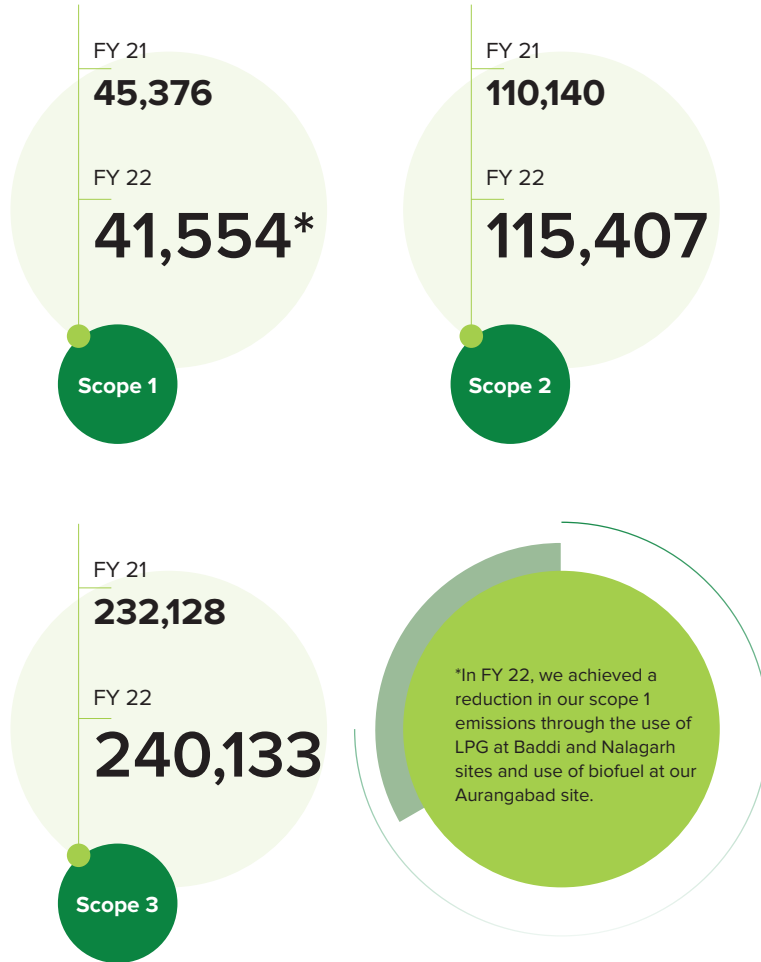 FY 21
45,376
FY 22
41,554*
Scope 1
FY 21
110,140
FY 22
115,407
Scope 2
FY 21
232,128
FY 22
240,133
Scope 3
*In FY 22, we achieved a
reduction in our scope 1
emissions through the use of
LPG at Baddi and Nalagarh
sites and use of biofuel at our
Aurangabad site.